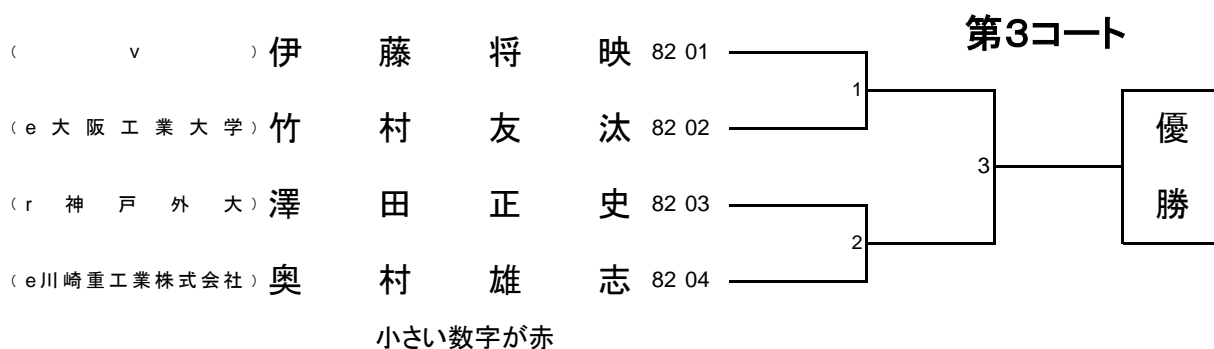 第3コート
( v ) 伊藤将映 82 01
1
(e大阪工業大学) 竹村友汰 82 02
優
3
(r 神戸外大) 澤田正史 82 03
勝
2
(e川崎重工業株式会社) 奥村雄志 82 04
小さい数字が赤